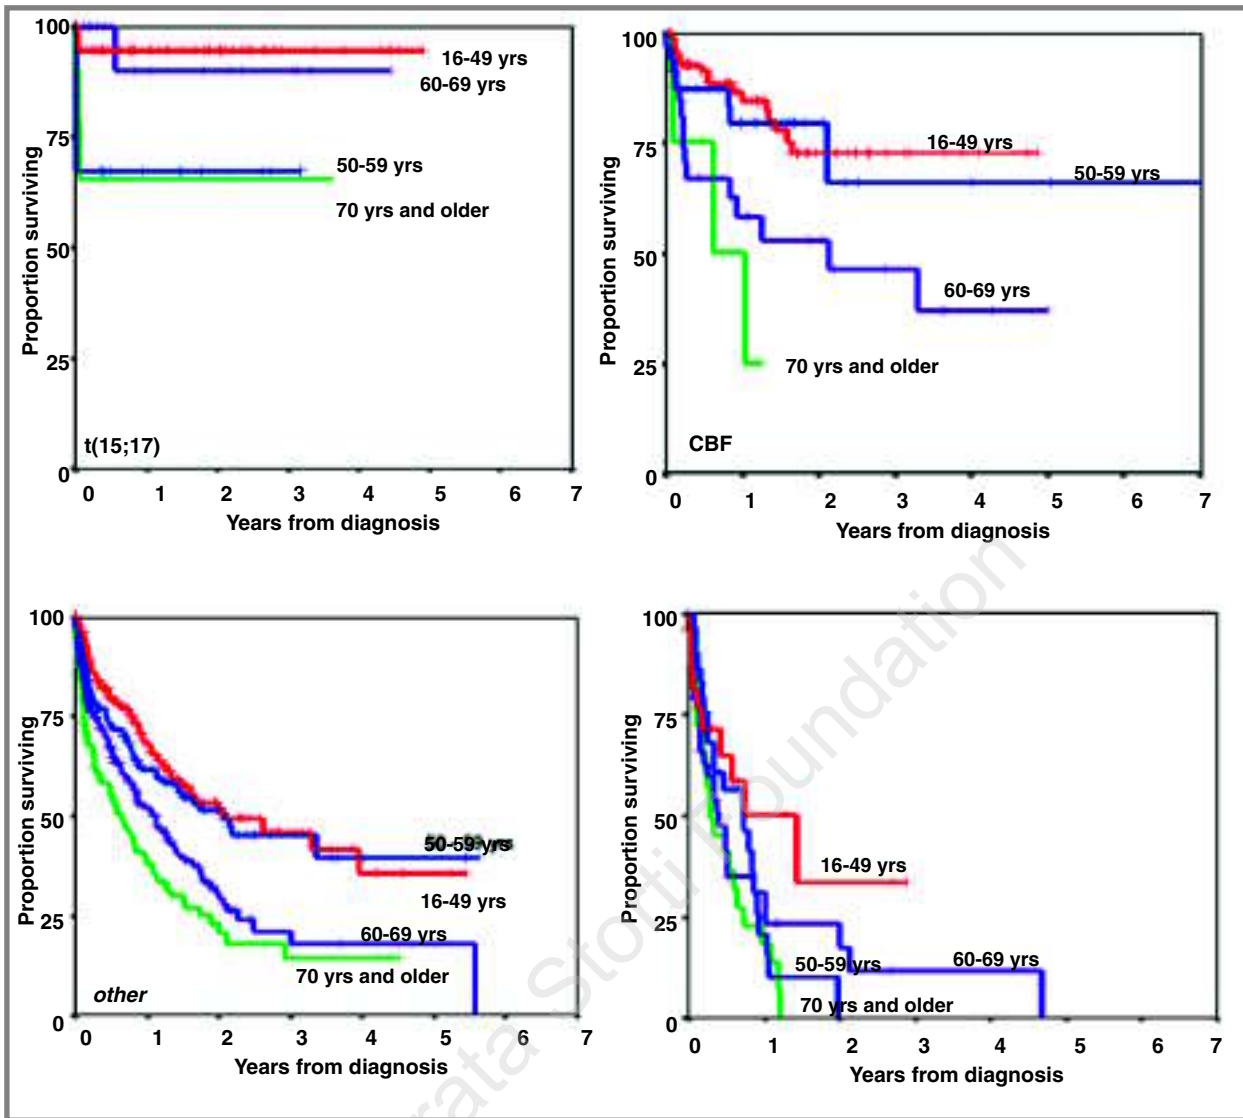 100
75
50
25
0
Proportion surviving
16-49 yrs
60-69 yrs
50-59 yrs
70 yrs and older
t(15;17)
0 1 2 3 4 5 6 7
Years from diagnosis
100
75
50
25
0
Proportion surviving
16-49 yrs
50-59 yrs
60-69 yrs
70 yrs and older
CBF
0 1 2 3 4 5 6 7
Years from diagnosis
100
75
50
25
0
Proportion surviving
50-59 yrs
16-49 yrs
60-69 yrs
70 yrs and older
other
0 1 2 3 4 5 6 7
Years from diagnosis
100
75
50
25
0
Proportion surviving
16-49 yrs
50-59 yrs
60-69 yrs
70 yrs and older
0 1 2 3 4 5 6 7
Years from diagnosis
rata Storti Foundation